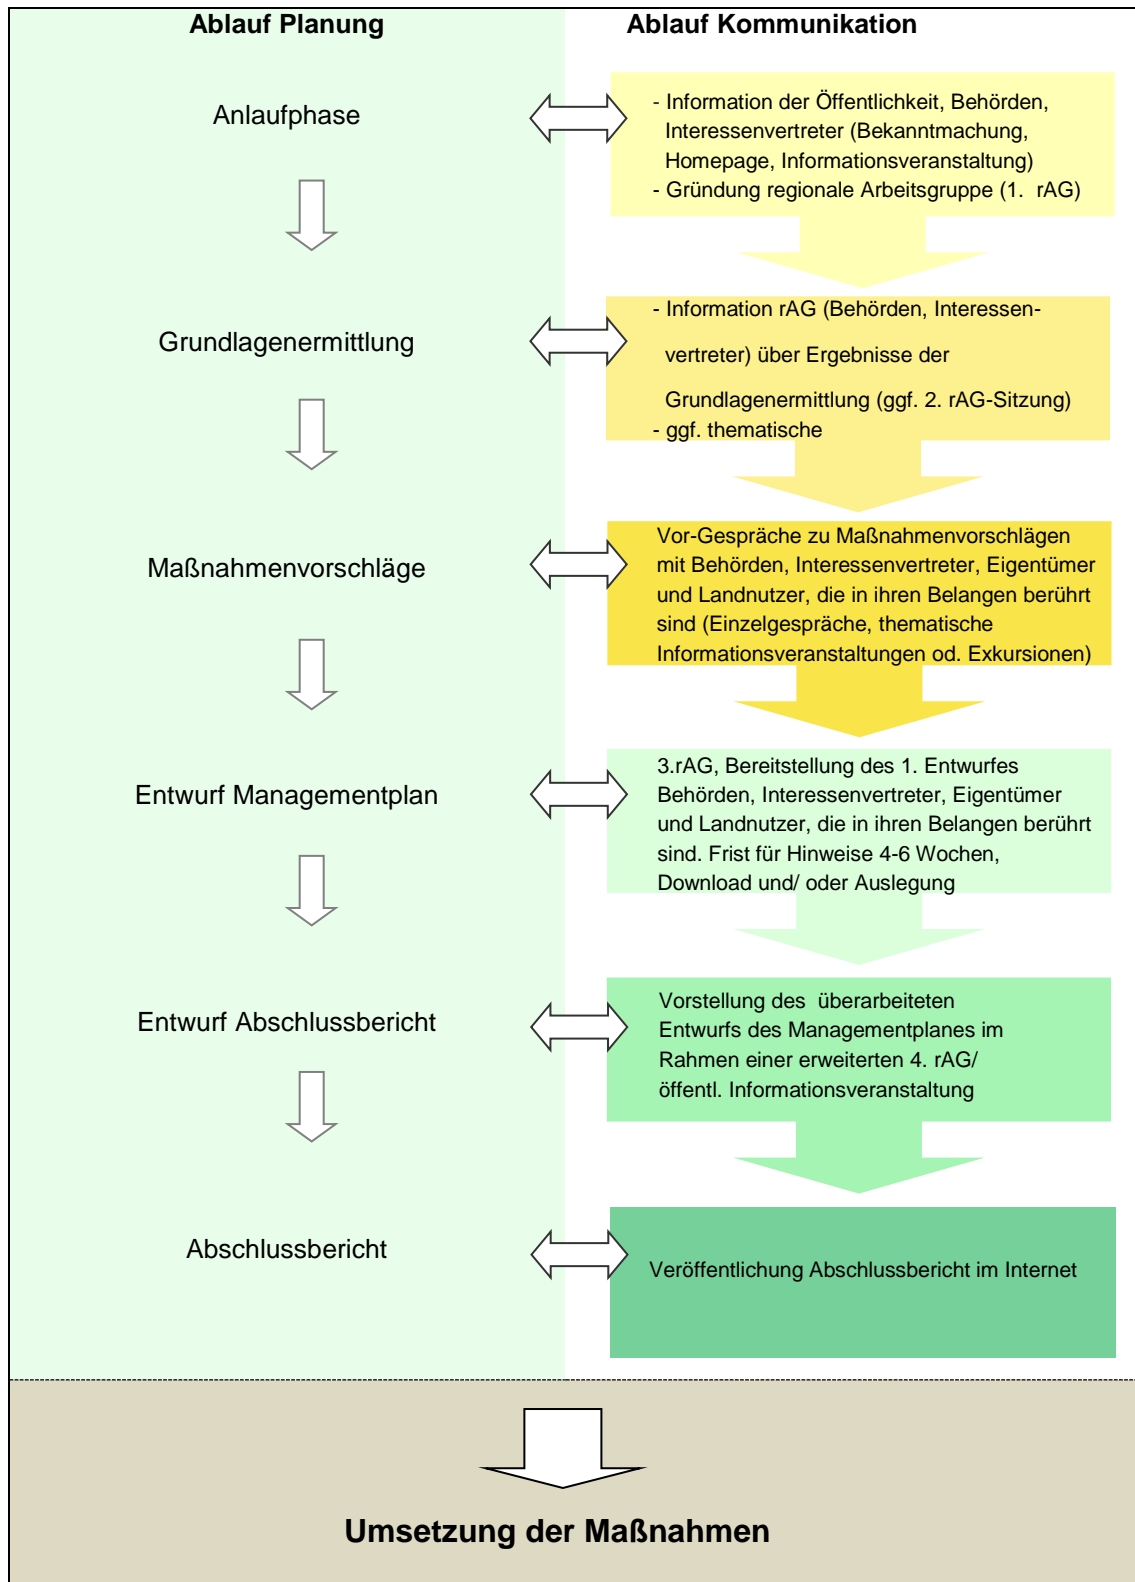 Ablauf Planung
Ablauf Kommunikation
Anlaufphase
- Information der Öffentlichkeit, Behörden,
Interessenvertreter (Bekanntmachung,
Homepage, Informationsveranstaltung)
- Gründung regionale Arbeitsgruppe (1. rAG)
Grundlagenermittlung
- Information rAG (Behörden, Interessen-
vertreter) über Ergebnisse der
Grundlagenermittlung (ggf. 2. rAG-Sitzung)
- ggf. thematische
Maßnahmenvorschläge
Vor-Gespräche zu Maßnahmenvorschlägen
mit Behörden, Interessenvertreter, Eigentümer
und Landnutzer, die in ihren Belangen berührt
sind (Einzelgespräche, thematische
Informationsveranstaltungen od. Exkursionen)
Entwurf Managementplan
3.rAG, Bereitstellung des 1. Entwurfes
Behörden, Interessenvertreter, Eigentümer
und Landnutzer, die in ihren Belangen berührt
sind. Frist für Hinweise 4-6 Wochen,
Download und/ oder Auslegung
Entwurf Abschlussbericht
Vorstellung des überarbeiteten
Entwurfs des Managementplanes im
Rahmen einer erweiterten 4. rAG/
öffentl. Informationsveranstaltung
Abschlussbericht
Veröffentlichung Abschlussbericht im Internet
Umsetzung der Maßnahmen